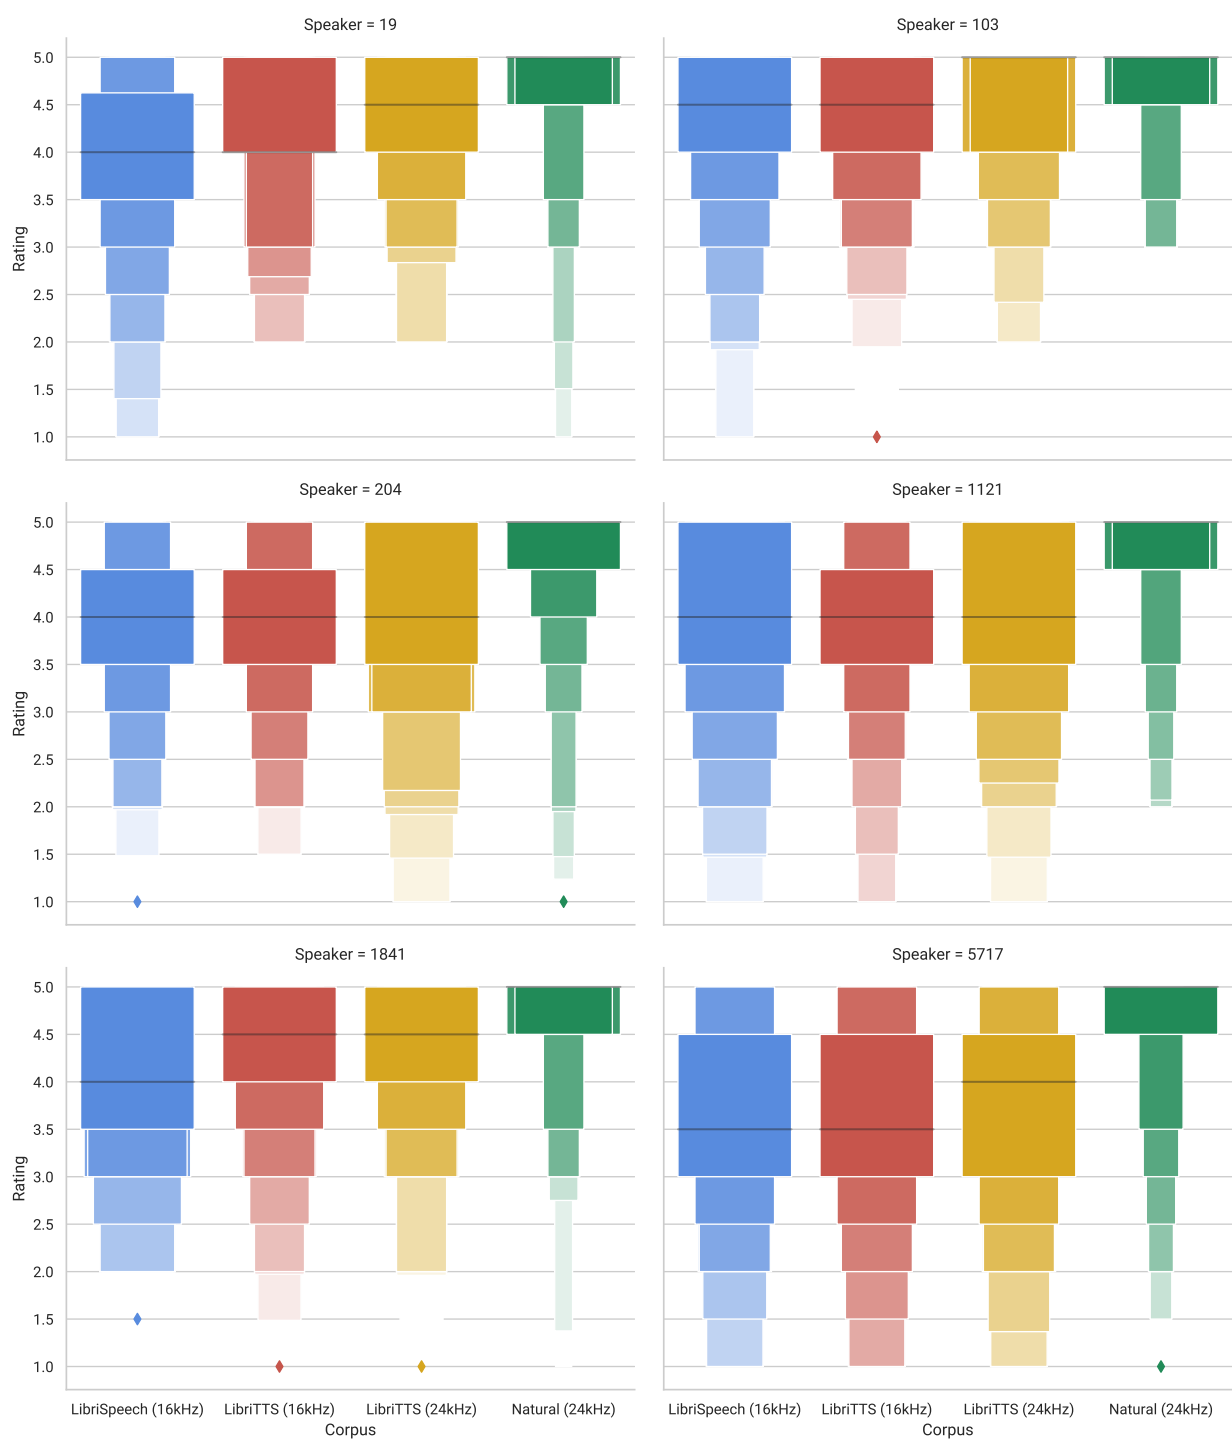 Speaker = 19
Speaker = 103
5.0
4.5
4.0
3.5
3.0
2.5
2.0
1.5
1.0
Rating
Speaker = 204
Speaker = 1121
5.0
4.5
4.0
3.5
3.0
2.5
2.0
1.5
1.0
Rating
Speaker = 1841
Speaker = 5717
5.0
4.5
4.0
3.5
3.0
2.5
2.0
1.5
1.0
Rating
LibriSpeech (16kHz) LibriTTS (16kHz) LibriTTS (24kHz) Natural (24kHz)
Corpus
LibriSpeech (16kHz) LibriTTS (16kHz) LibriTTS (24kHz) Natural (24kHz)
Corpus